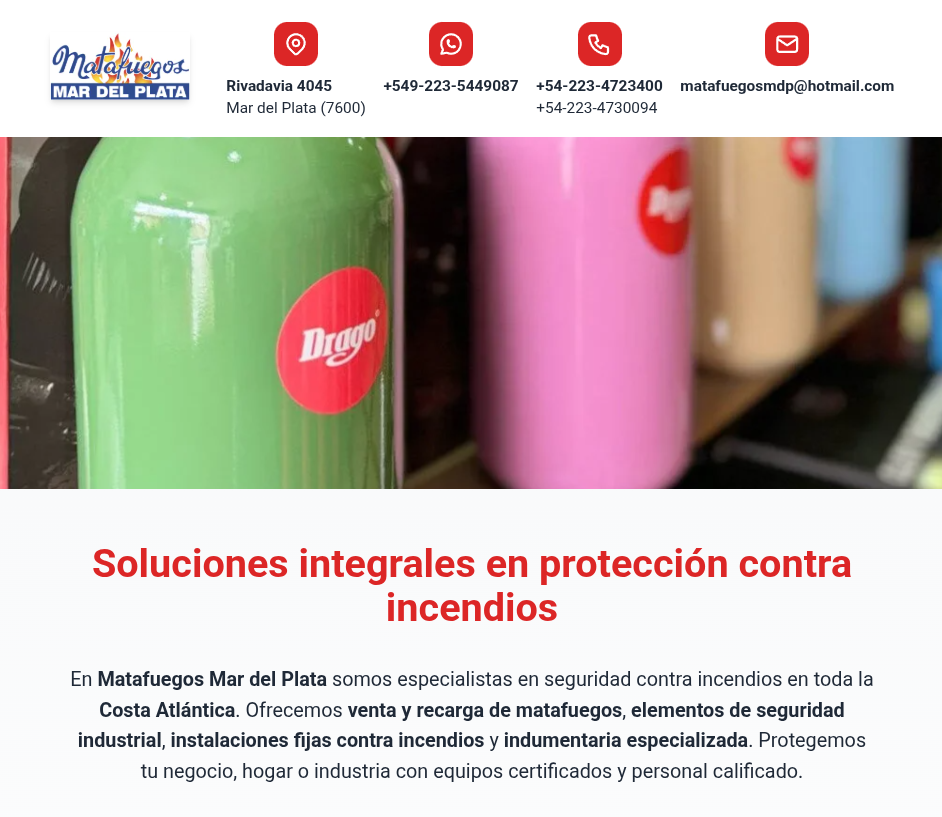 Matafuegos
MAR DEL PLATA
Rivadavia 4045
Mar del Plata (7600)
+549-223-5449087
+54-223-4723400
+54-223-4730094
matafuegosmdp@hotmail.com
Drago
Soluciones integrales en protección contra
incendios
En Matafuegos Mar del Plata somos especialistas en seguridad contra incendios en toda la
Costa Atlántica. Ofrecemos venta y recarga de matafuegos, elementos de seguridad
industrial, instalaciones fijas contra incendios y indumentaria especializada. Protegemos
tu negocio, hogar o industria con equipos certificados y personal calificado.